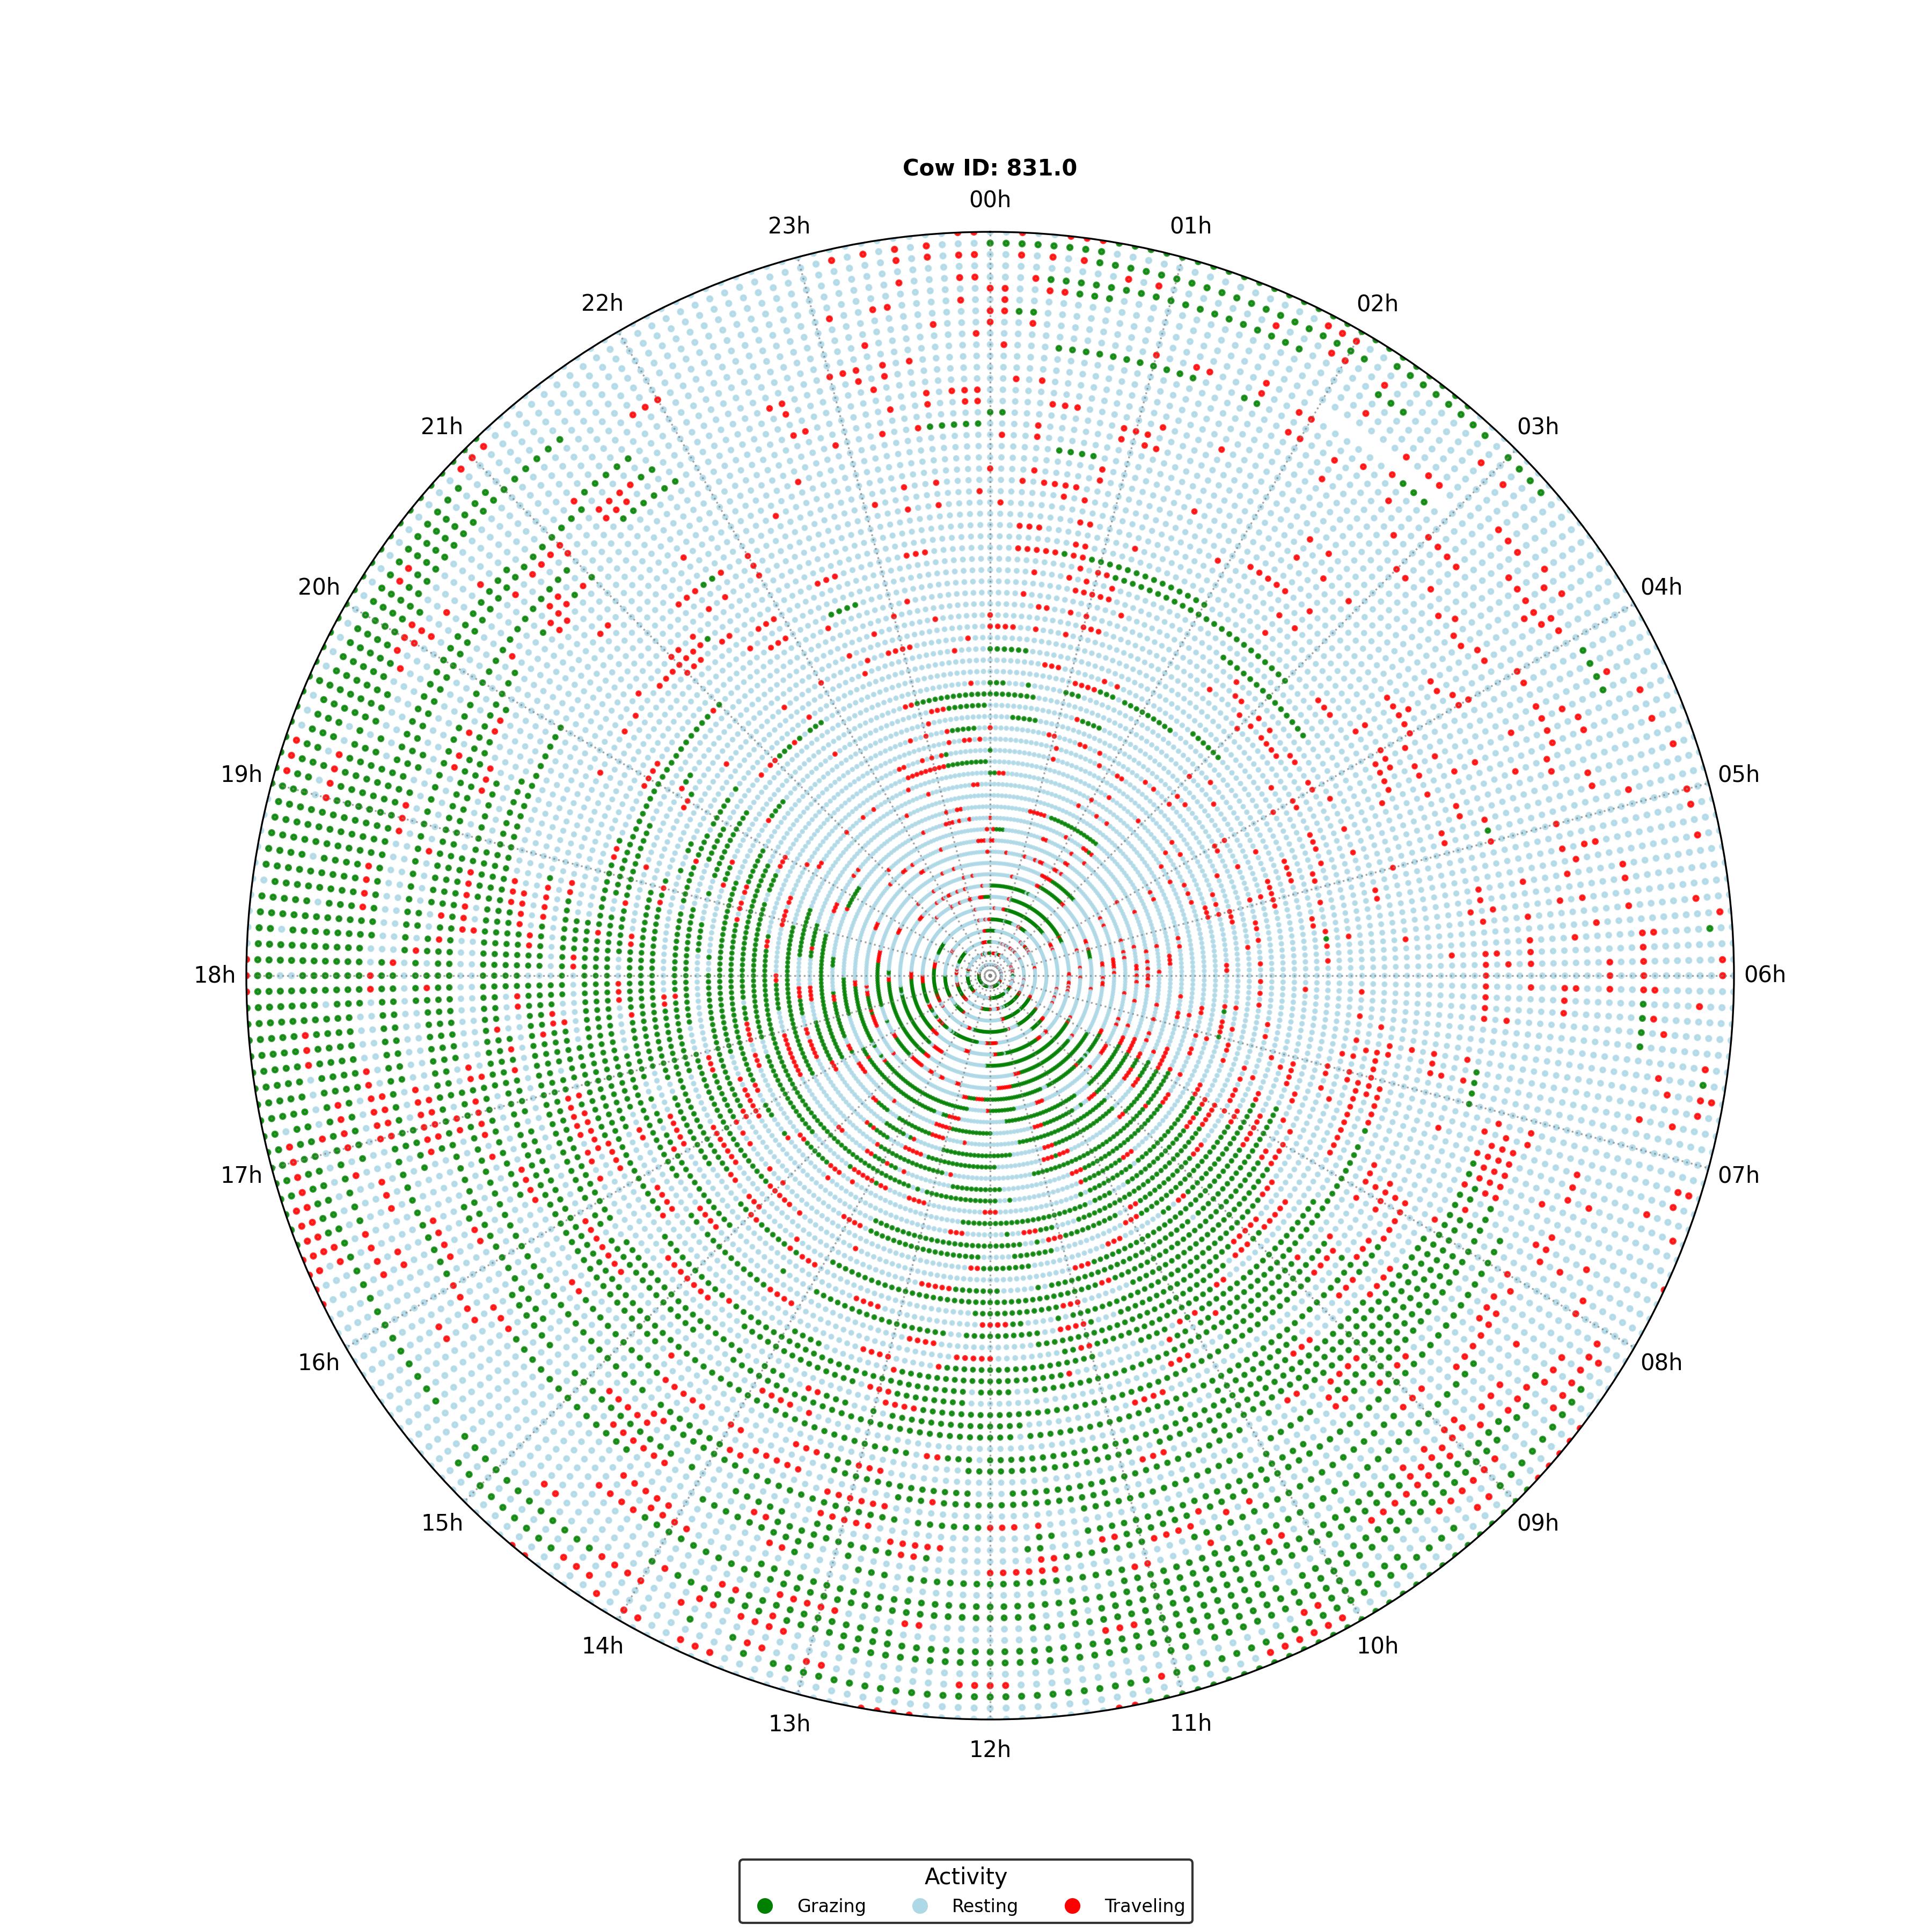 Cow ID: 831.0
00h
23h
01h
22h
02h
21h
03h
20h
04h
19h
05h
18h
06h
17h
07h
16h
08h
15h
09h
14h
10h
13h
11h
12h
Activity
Grazing Resting Traveling